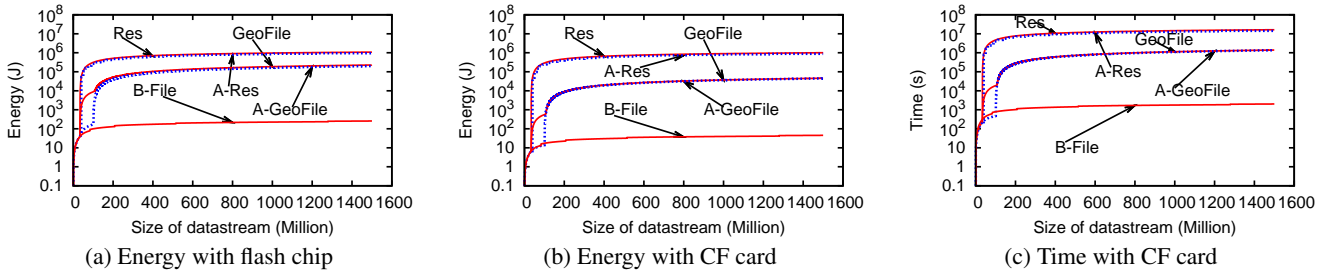 10^8
10^7
10^6
10^5
10^4
10^3
10^2
10^1
1
0.1
Energy (J)
Res
GeoFile
A-Res
B-File
A-GeoFile
0 200 400 600 800 1000 1200 1400 1600
Size of datastream (Million)
(a) Energy with flash chip
10^8
10^7
10^6
10^5
10^4
10^3
10^2
10^1
1
0.1
Energy (J)
Res
GeoFile
A-Res
B-File
A-GeoFile
0 200 400 600 800 1000 1200 1400 1600
Size of datastream (Million)
(b) Energy with CF card
10^8
10^7
10^6
10^5
10^4
10^3
10^2
10^1
1
0.1
Time (s)
Res
GeoFile
A-Res
A-GeoFile
B-File
0 200 400 600 800 1000 1200 1400 1600
Size of datastream (Million)
(c) Time with CF card